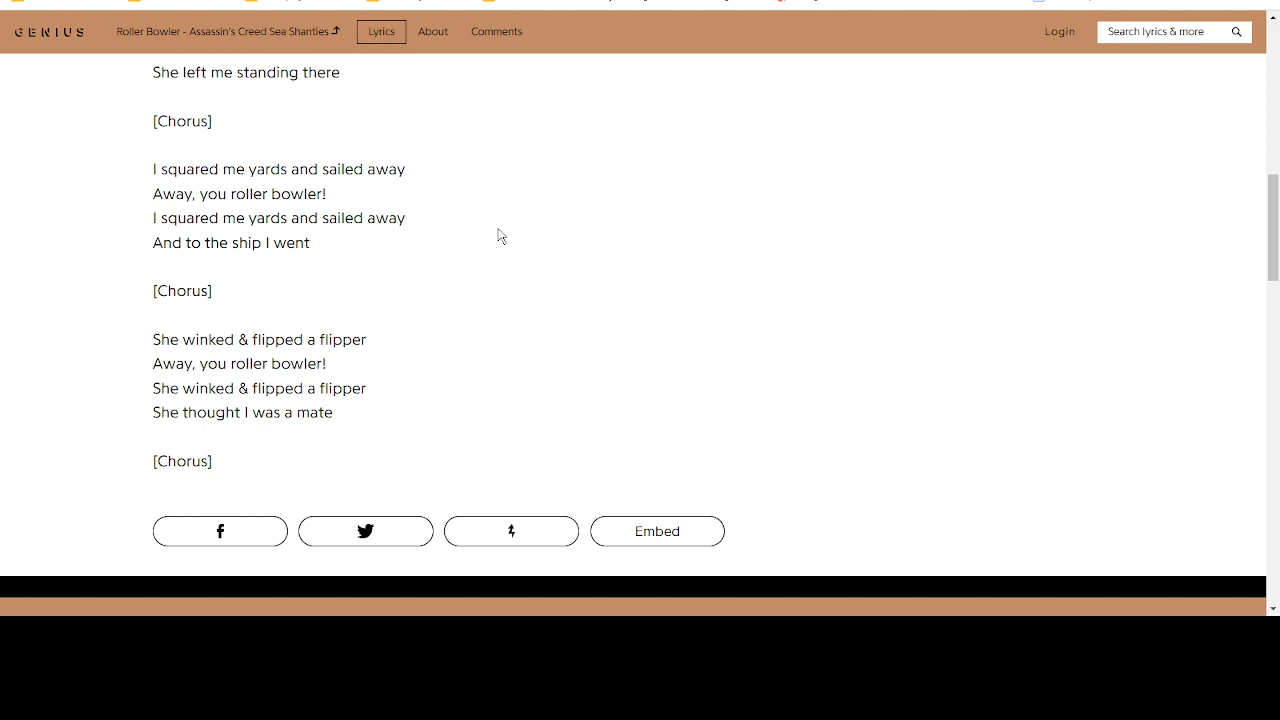 GENIUS
Roller Bowler - Assassin's Creed Sea Shanties
Lyrics
About
Comments
Login
Search lyrics & more
She left me standing there
[Chorus]
I squared me yards and sailed away
Away, you roller bowler!
I squared me yards and sailed away
And to the ship I went
[Chorus]
She winked & flipped a flipper
Away, you roller bowler!
She winked & flipped a flipper
She thought I was a mate
[Chorus]
Embed